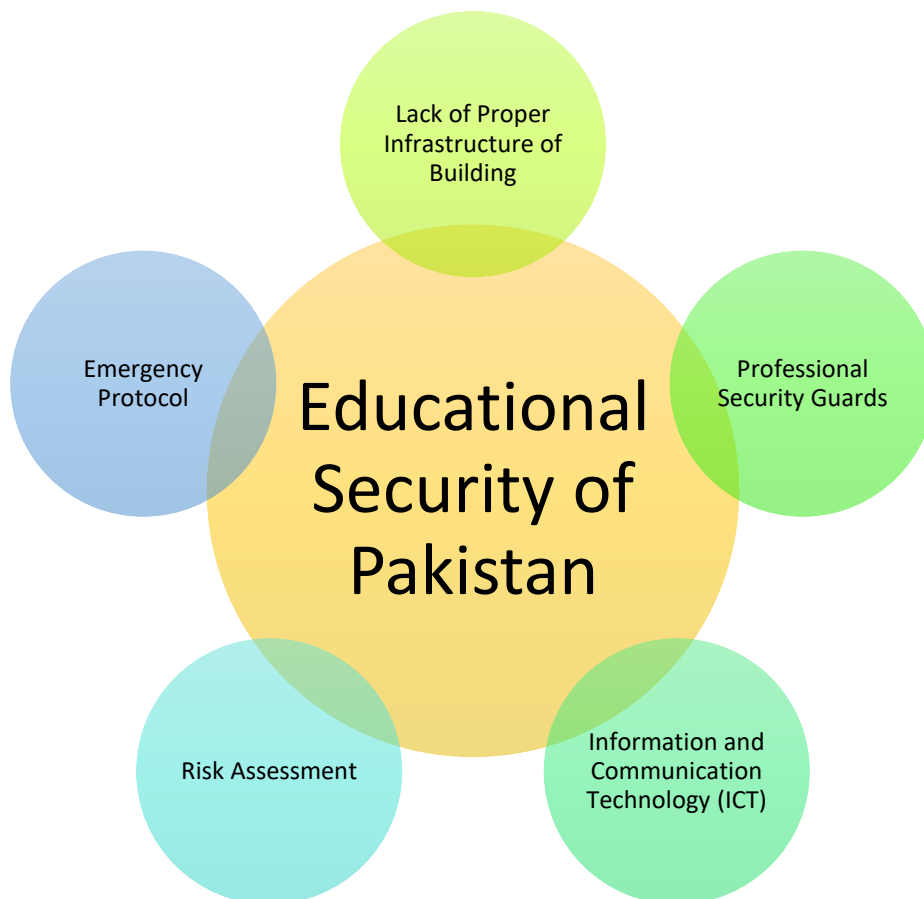 Lack of Proper
Infrastructure of
Building
Professional
Security Guards
Information and
Communication
Technology (ICT)
Risk Assessment
Emergency
Protocol
Educational
Security of
Pakistan